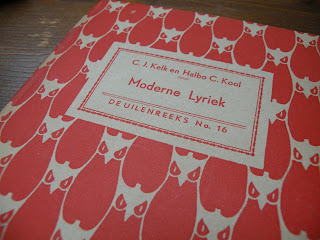 C. J. Kelk en Halbo C. Kool
Moderne Lyriek
DE UILENREEKS No. 16